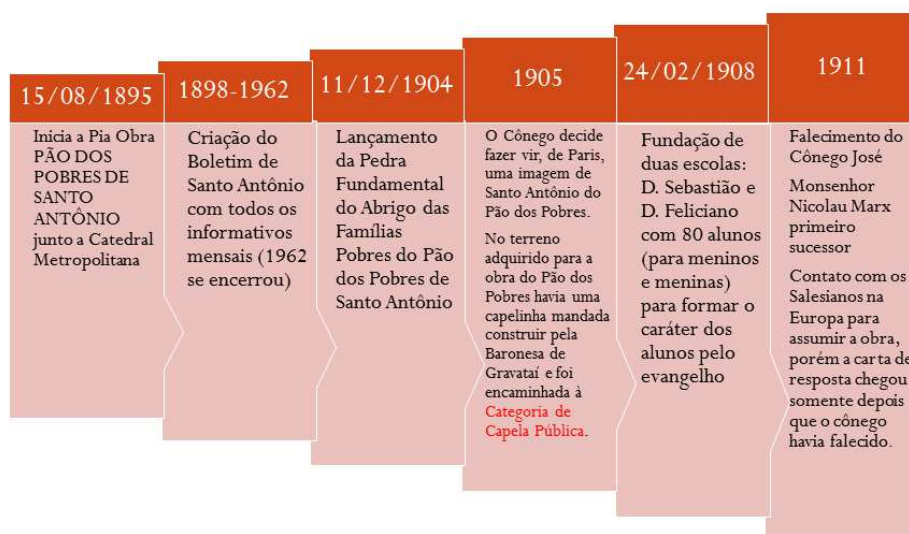 15/08/1895
Inicia a Pia Obra
PÃO DOS
POBRES DE
SANTO
ANTÔNIO
junto a Catedral
Metropolitana
1898-1962
Criação do
Boletim de
Santo Antônio
com todos os
informativos
mensais (1962
se encerrou)
11/12/1904
Lançamento
da Pedra
Fundamental
do Abrigo das
Famílias
Pobres do Pão
dos Pobres de
Santo Antônio
1905
O Cônego decide
fazer vir, de Paris,
uma imagem de
Santo Antônio do
Pão dos Pobres.
No terreno
adquirido para a
obra do Pão dos
Pobres havia uma
capelinha mandada
construir pela
Baronesa de
Gravataí e foi
encaminhada à
Categoria de
Capela Pública.
24/02/1908
Fundação de
duas escolas:
D. Sebastião e
D. Feliciano
com 80 alunos
(para meninos
e meninas)
para formar o
caráter dos
alunos pelo
evangelho
1911
Falecimento do
Cônego José
Monsenhor
Nicolau Marx
primeiro
sucessor
Contato com os
Salesianos na
Europa para
assumir a obra,
porém a carta de
resposta chegou
somente depois
que o cônego
havia falecido.